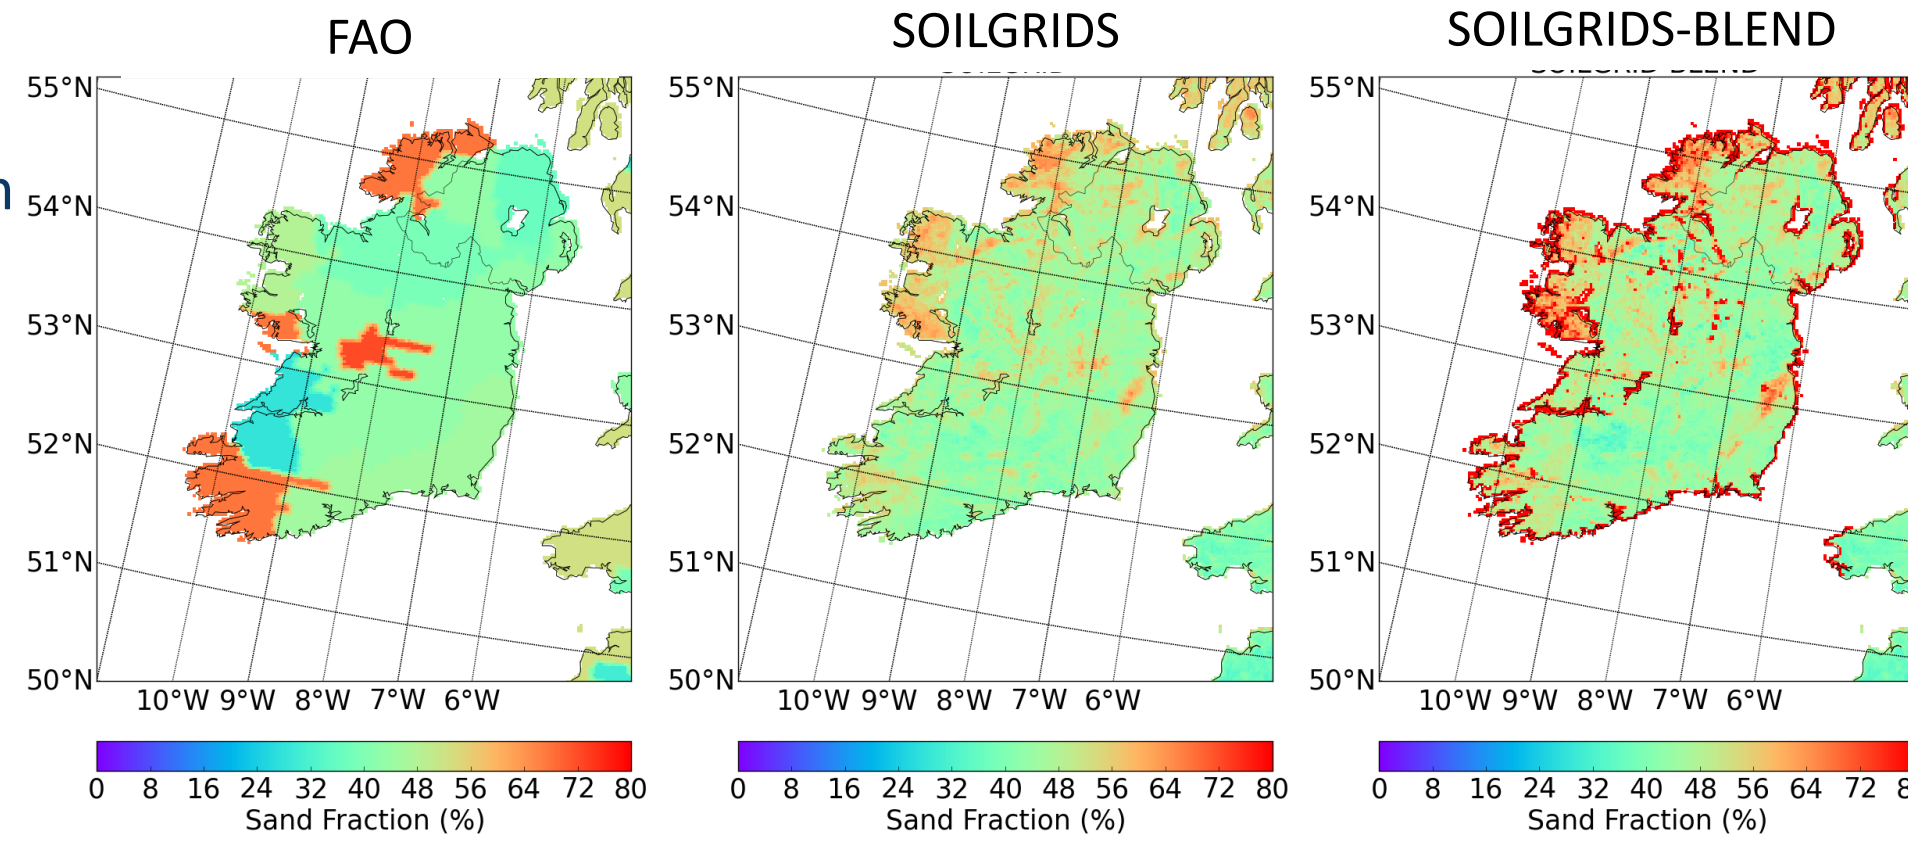 FAO
SOILGRIDS
SOILGRIDS-BLEND
55°N
54°N
53°N
52°N
51°N
50°N
10°W 9°W 8°W 7°W 6°W
0 8 16 24 32 40 48 56 64 72 80
Sand Fraction (%)
55°N
54°N
53°N
52°N
51°N
50°N
10°W 9°W 8°W 7°W 6°W
0 8 16 24 32 40 48 56 64 72 80
Sand Fraction (%)
55°N
54°N
53°N
52°N
51°N
50°N
10°W 9°W 8°W 7°W 6°W
0 8 16 24 32 40 48 56 64 72
Sand Fraction (%)